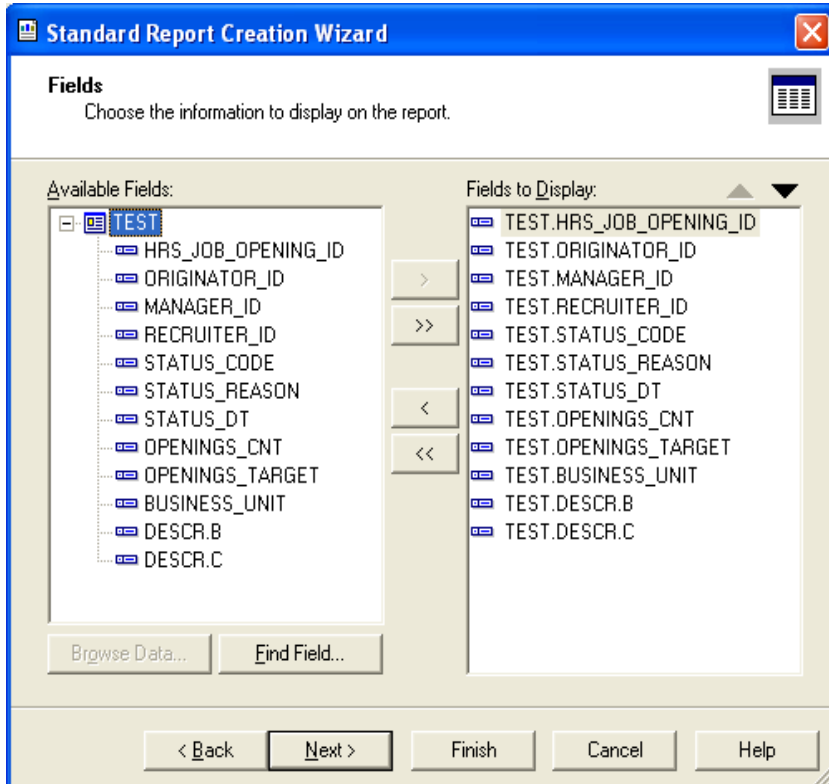 Standard Report Creation Wizard
Fields
Choose the information to display on the report.
Available Fields:
TEST
HRS_JOB_OPENING_ID
ORIGINATOR_ID
MANAGER_ID
RECRUITER_ID
STATUS_CODE
STATUS_REASON
STATUS_DT
OPENINGS_CNT
OPENINGS_TARGET
BUSINESS_UNIT
DESCR.B
DESCR.C
Browse Data...
Find Field...
>
>>
<
<<
Fields to Display:
TEST.HRS_JOB_OPENING_ID
TEST.ORIGINATOR_ID
TEST.MANAGER_ID
TEST.RECRUITER_ID
TEST.STATUS_CODE
TEST.STATUS_REASON
TEST.STATUS_DT
TEST.OPENINGS_CNT
TEST.OPENINGS_TARGET
TEST.BUSINESS_UNIT
TEST.DESCR.B
TEST.DESCR.C
< Back
Next >
Finish
Cancel
Help